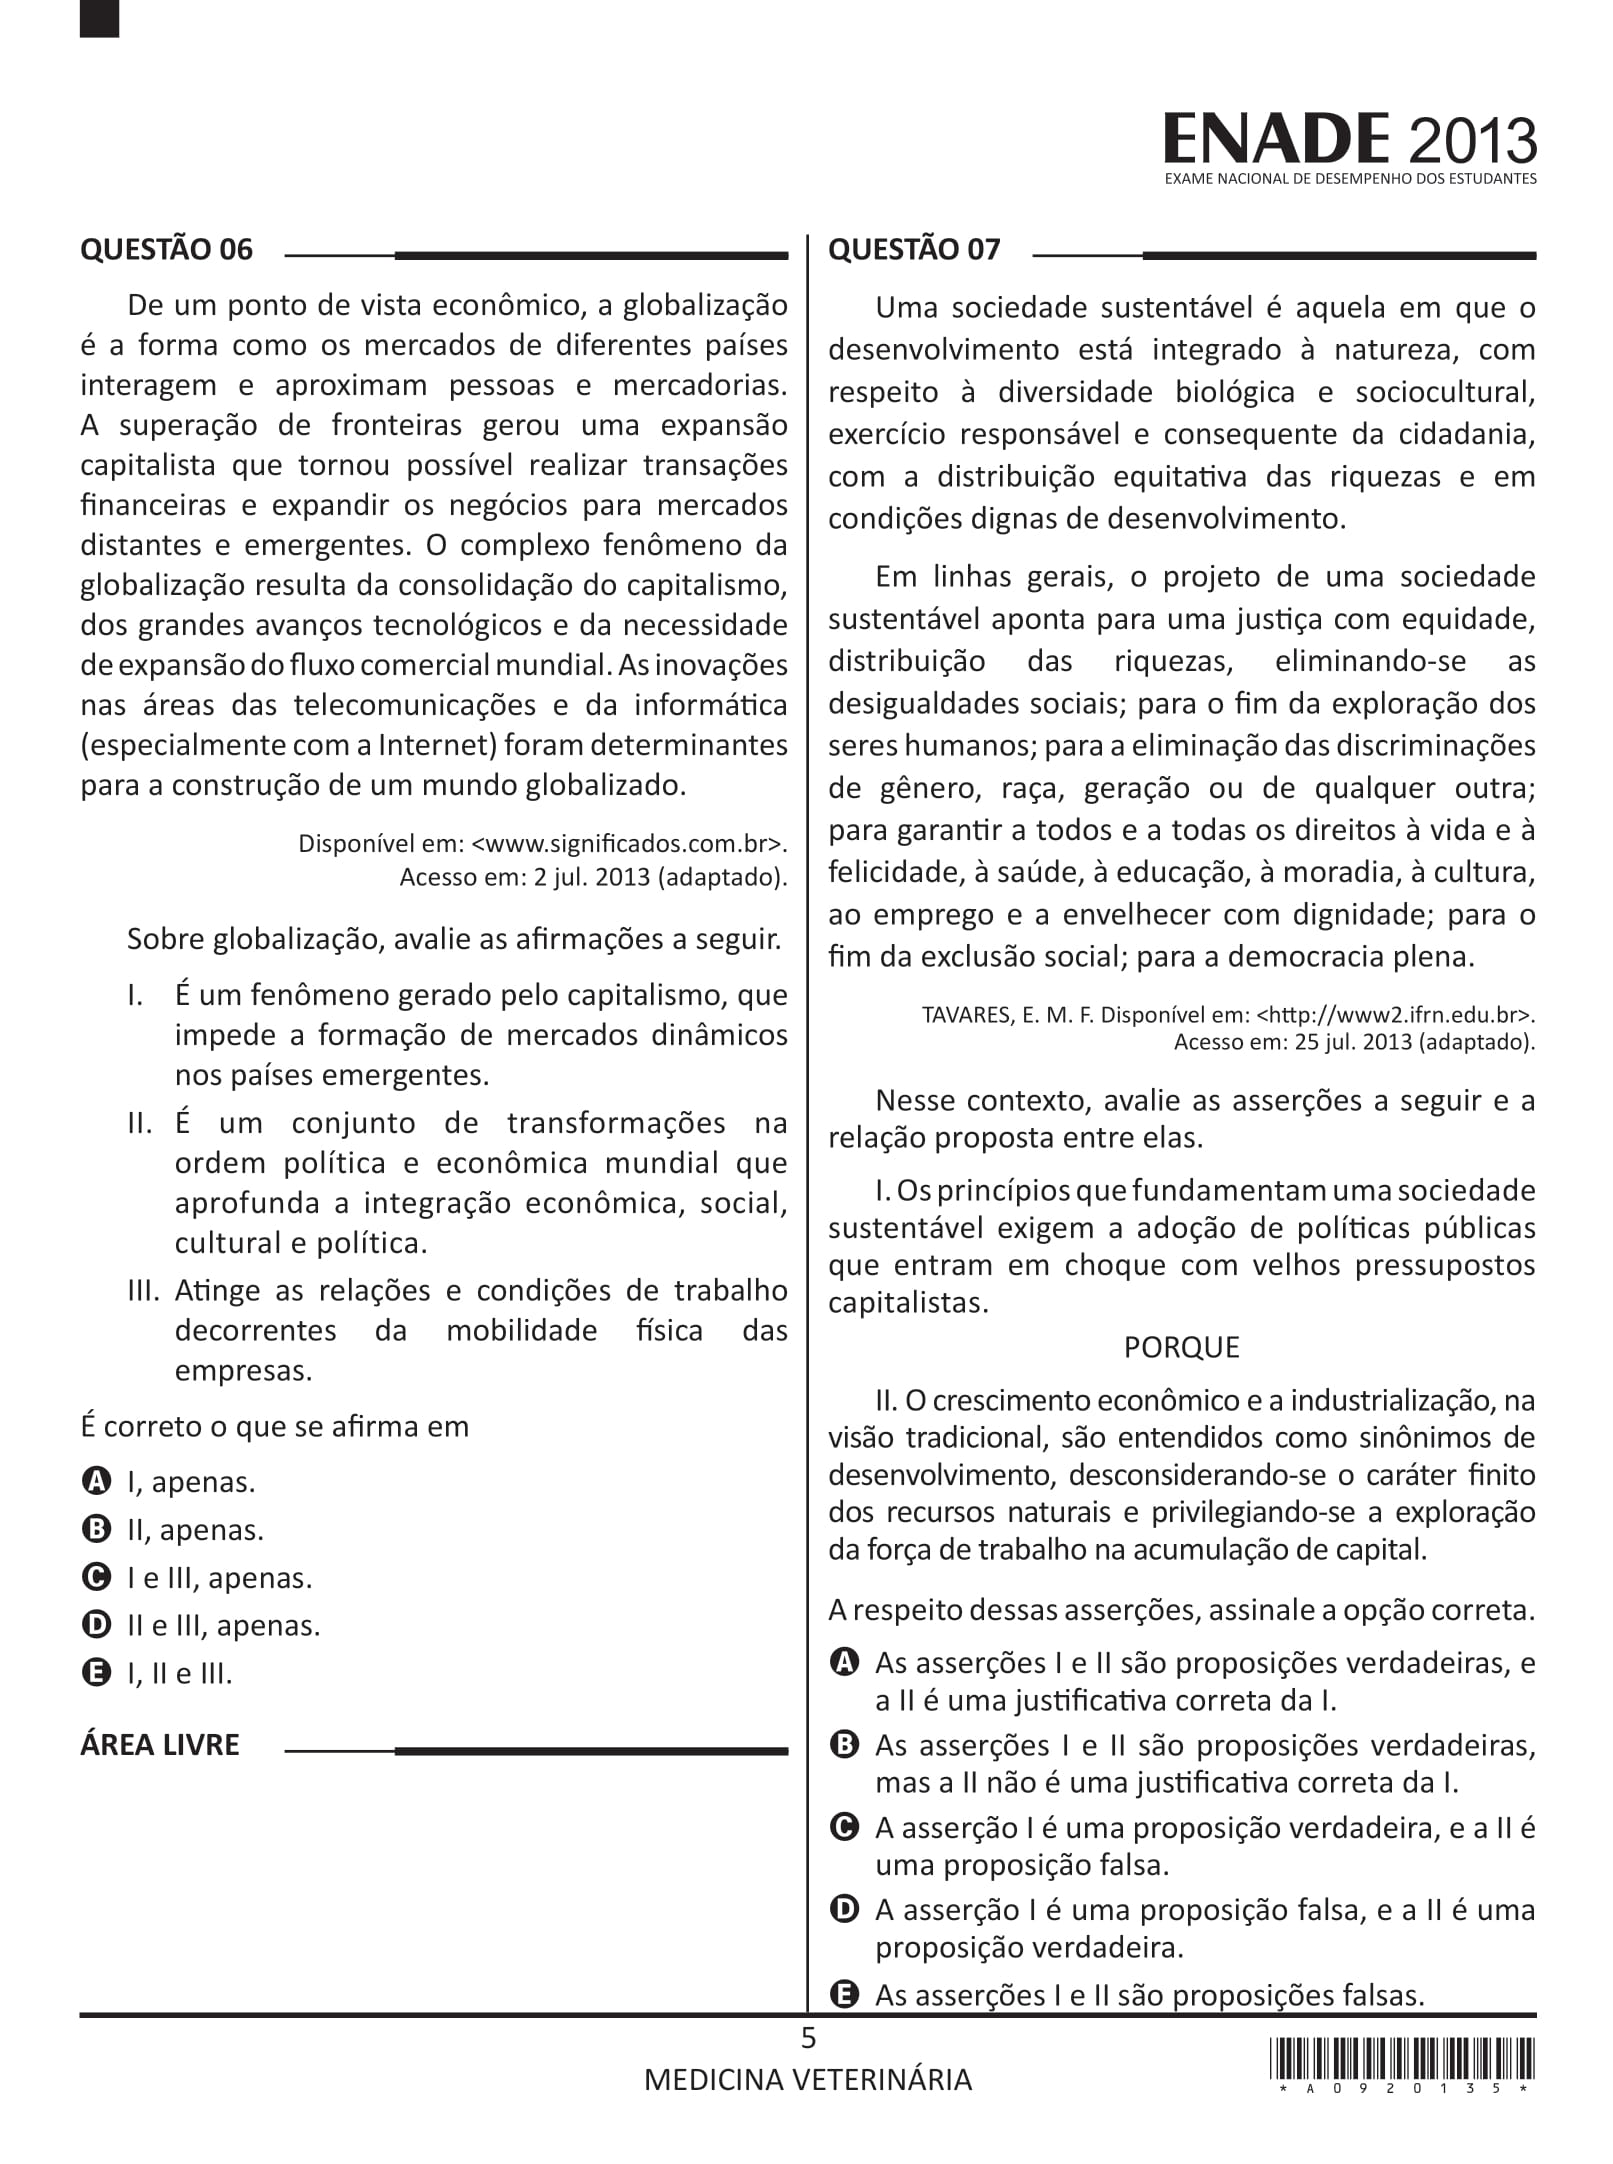 ENADE 2013
EXAME NACIONAL DE DESEMPENHO DOS ESTUDANTES
QUESTÃO 06
De um ponto de vista econômico, a globalização
é a forma como os mercados de diferentes países
interagem e aproximam pessoas e mercadorias.
A superação de fronteiras gerou uma expansão
capitalista que tornou possível realizar transações
financeiras e expandir os negócios para mercados
distantes e emergentes. O complexo fenômeno da
globalização resulta da consolidação do capitalismo,
dos grandes avanços tecnológicos e da necessidade
de expansão do fluxo comercial mundial. As inovações
nas áreas das telecomunicações e da informática
(especialmente com a Internet) foram determinantes
para a construção de um mundo globalizado.
Disponível em: <www.significados.com.br>.
Acesso em: 2 jul. 2013 (adaptado).
Sobre globalização, avalie as afirmações a seguir.
I. É um fenômeno gerado pelo capitalismo, que
impede a formação de mercados dinâmicos
nos países emergentes.
II. É um conjunto de transformações na
ordem política e econômica mundial que
aprofunda a integração econômica, social,
cultural e política.
III. Atinge as relações e condições de trabalho
decorrentes da mobilidade física das
empresas.
É correto o que se afirma em
A I, apenas.
B II, apenas.
C I e III, apenas.
D II e III, apenas.
E I, II e III.
ÁREA LIVRE
QUESTÃO 07
Uma sociedade sustentável é aquela em que o
desenvolvimento está integrado à natureza, com
respeito à diversidade biológica e sociocultural,
exercício responsável e consequente da cidadania,
com a distribuição equitativa das riquezas e em
condições dignas de desenvolvimento.
Em linhas gerais, o projeto de uma sociedade
sustentável aponta para uma justiça com equidade,
distribuição das riquezas, eliminando-se as
desigualdades sociais; para o fim da exploração dos
seres humanos; para a eliminação das discriminações
de gênero, raça, geração ou de qualquer outra;
para garantir a todos e a todas os direitos à vida e à
felicidade, à saúde, à educação, à moradia, à cultura,
ao emprego e a envelhecer com dignidade; para o
fim da exclusão social; para a democracia plena.
TAVARES, E. M. F. Disponível em: <http://www2.ifrn.edu.br>.
Acesso em: 25 jul. 2013 (adaptado).
Nesse contexto, avalie as asserções a seguir e a
relação proposta entre elas.
I. Os princípios que fundamentam uma sociedade
sustentável exigem a adoção de políticas públicas
que entram em choque com velhos pressupostos
capitalistas.
PORQUE
II. O crescimento econômico e a industrialização, na
visão tradicional, são entendidos como sinônimos de
desenvolvimento, desconsiderando-se o caráter finito
dos recursos naturais e privilegiando-se a exploração
da força de trabalho na acumulação de capital.
A respeito dessas asserções, assinale a opção correta.
A As asserções I e II são proposições verdadeiras, e
a II é uma justificativa correta da I.
B As asserções I e II são proposições verdadeiras,
mas a II não é uma justificativa correta da I.
C A asserção I é uma proposição verdadeira, e a II é
uma proposição falsa.
D A asserção I é uma proposição falsa, e a II é uma
proposição verdadeira.
E As asserções I e II são proposições falsas.
5
MEDICINA VETERINÁRIA
*A0920135*